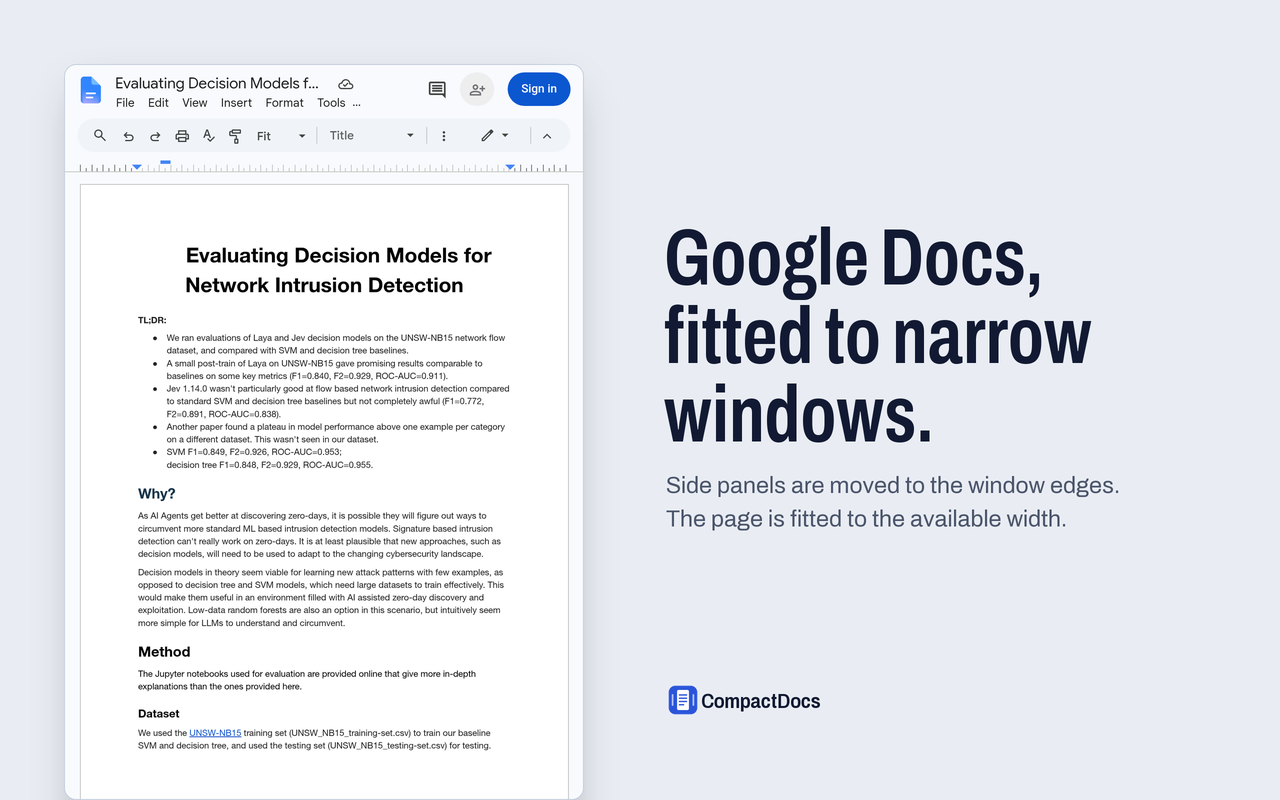 Evaluating Decision Models f...
File Edit View Insert Format Tools ...
Sign in
Fit
Title
Evaluating Decision Models for
Network Intrusion Detection
TL;DR:
● We ran evaluations of Laya and Jev decision models on the UNSW-NB15 network flow
dataset, and compared with SVM and decision tree baselines.
● A small post-train of Laya on UNSW-NB15 gave promising results comparable to
baselines on some key metrics (F1=0.840, F2=0.929, ROC-AUC=0.911).
● Jev 1.14.0 wasn't particularly good at flow based network intrusion detection compared
to standard SVM and decision tree baselines but not completely awful (F1=0.772,
F2=0.891, ROC-AUC=0.838).
● Another paper found a plateau in model performance above one example per category
on a different dataset. This wasn't seen in our dataset.
● SVM F1=0.849, F2=0.926, ROC-AUC=0.953;
decision tree F1=0.848, F2=0.929, ROC-AUC=0.955.
Why?
As AI Agents get better at discovering zero-days, it is possible they will figure out ways to
circumvent more standard ML based intrusion detection models. Signature based intrusion
detection can't really work on zero-days. It is at least plausible that new approaches, such as
decision models, will need to be used to adapt to the changing cybersecurity landscape.
Decision models in theory seem viable for learning new attack patterns with few examples, as
opposed to decision tree and SVM models, which need large datasets to train effectively. This
would make them useful in an environment filled with AI assisted zero-day discovery and
exploitation. Low-data random forests are also an option in this scenario, but intuitively seem
more simple for LLMs to understand and circumvent.
Method
The Jupyter notebooks used for evaluation are provided online that give more in-depth
explanations than the ones provided here.
Dataset
We used the UNSW-NB15 training set (UNSW_NB15_training-set.csv) to train our baseline
SVM and decision tree, and used the testing set (UNSW_NB15_testing-set.csv) for testing.
Google Docs,
fitted to narrow
windows.
Side panels are moved to the window edges.
The page is fitted to the available width.
CompactDocs